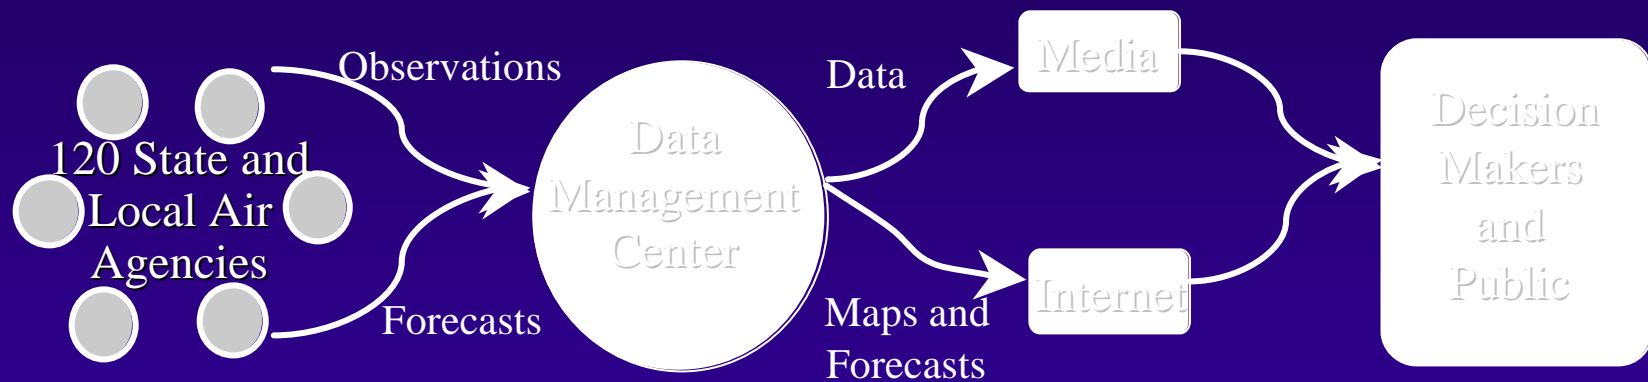 Observations
120 State and
Local Air
Agencies
Forecasts
Data
Management
Center
Data
Maps and
Forecasts
Media
Internet
Decision
Makers
and
Public